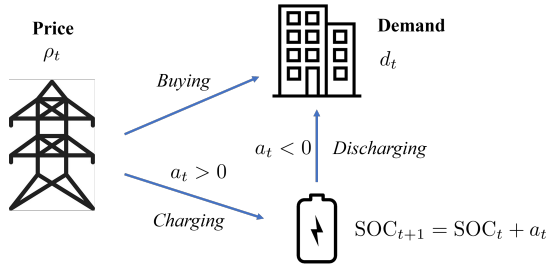 Price
ρ_t
Demand
d_t
Buying
a_t < 0 Discharging
a_t > 0
Charging
SOC_{t+1} = SOC_t + a_t